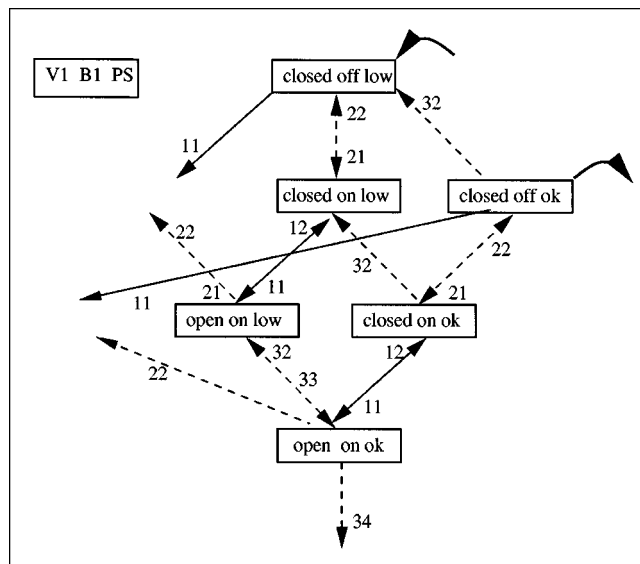 V1 B1 PS
closed off low
22
32
11
21
closed on low
closed off ok
12
22
32
22
11
21
21
11
open on low
closed on ok
32
12
22
33
11
open on ok
34